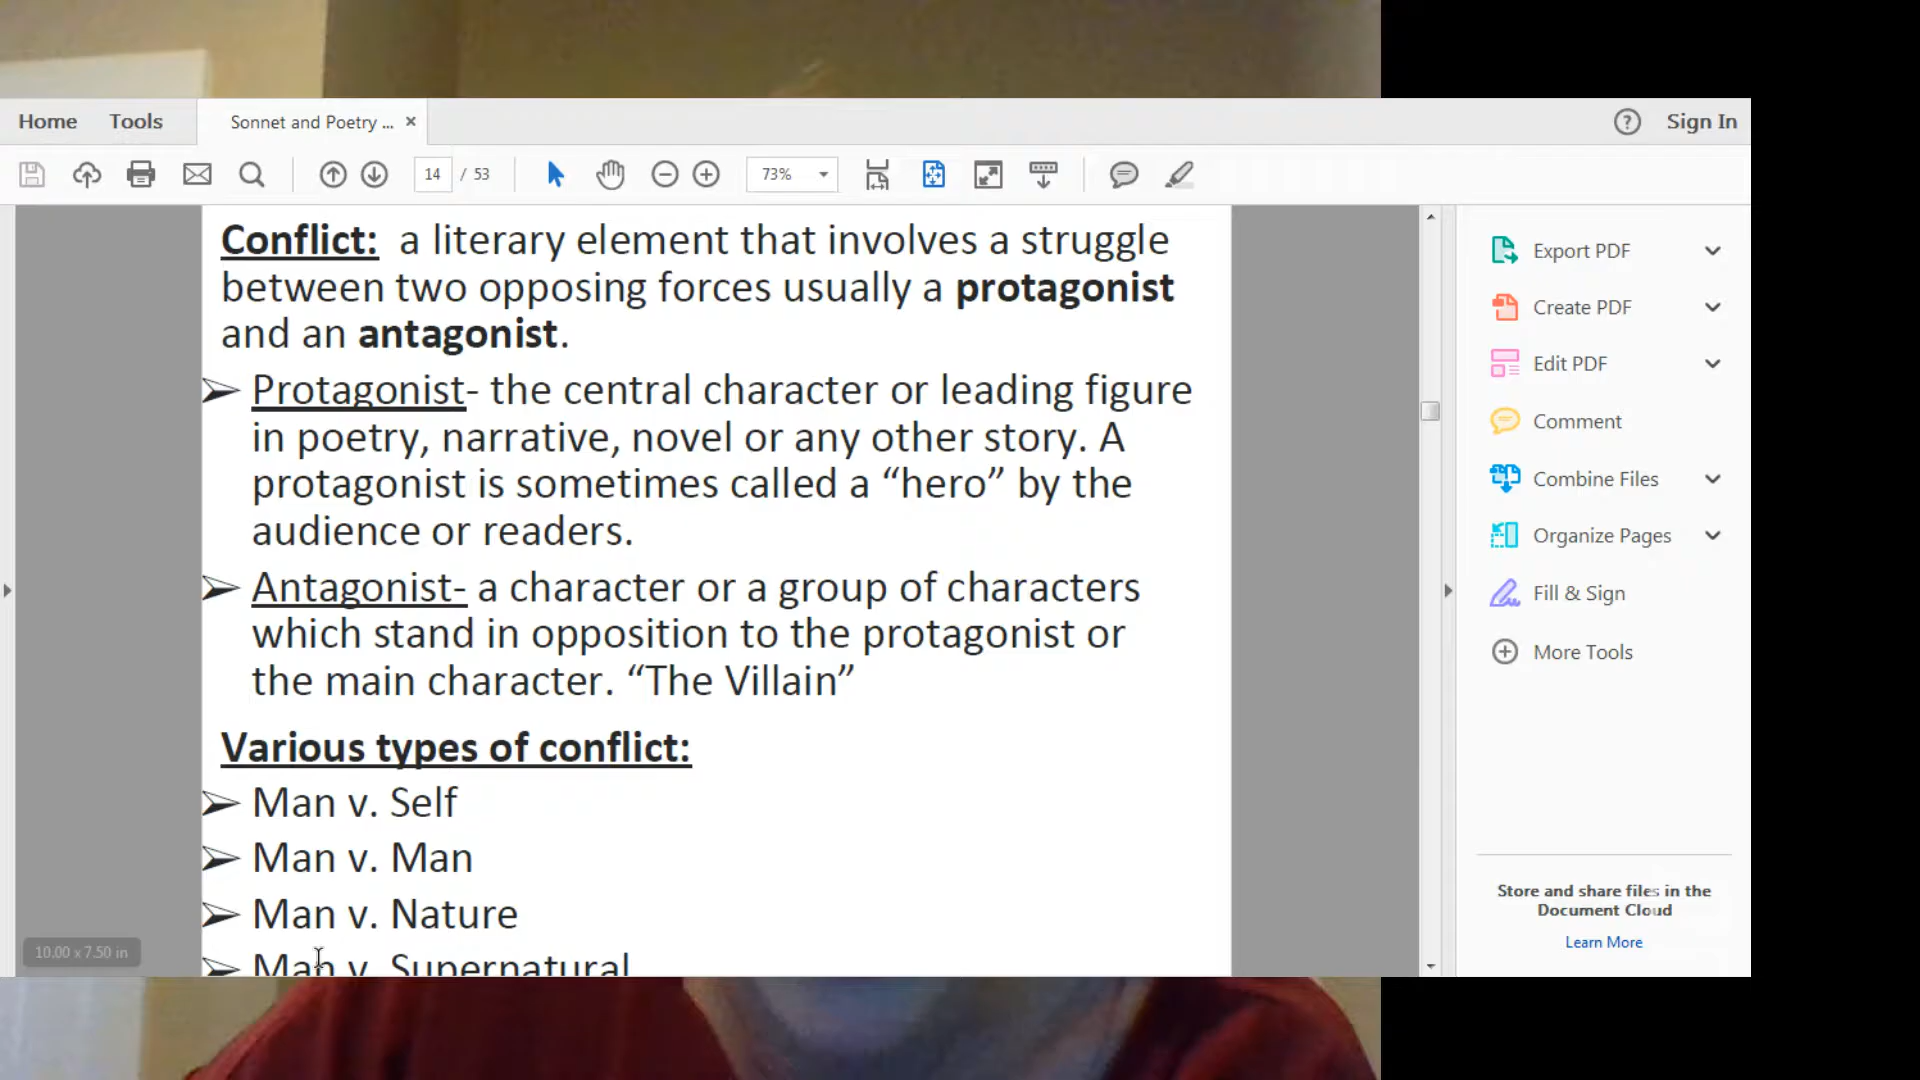 Home Tools Sonnet and Poetry ... × ? Sign In
14 / 53 73%
Conflict: a literary element that involves a struggle
between two opposing forces usually a protagonist
and an antagonist.
➢ Protagonist- the central character or leading figure
in poetry, narrative, novel or any other story. A
protagonist is sometimes called a “hero” by the
audience or readers.
➢ Antagonist- a character or a group of characters
which stand in opposition to the protagonist or
the main character. “The Villain”
Various types of conflict:
➢ Man v. Self
➢ Man v. Man
➢ Man v. Nature
➢ Man v. Supernatural
10.00 x 7.50 in
Export PDF
Create PDF
Edit PDF
Comment
Combine Files
Organize Pages
Fill & Sign
More Tools
Store and share files in the
Document Cloud
Learn More